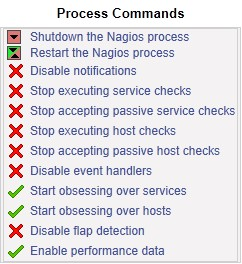 Process Commands
Shutdown the Nagios process
Restart the Nagios process
Disable notifications
Stop executing service checks
Stop accepting passive service checks
Stop executing host checks
Stop accepting passive host checks
Disable event handlers
Start obsessing over services
Start obsessing over hosts
Disable flap detection
Enable performance data